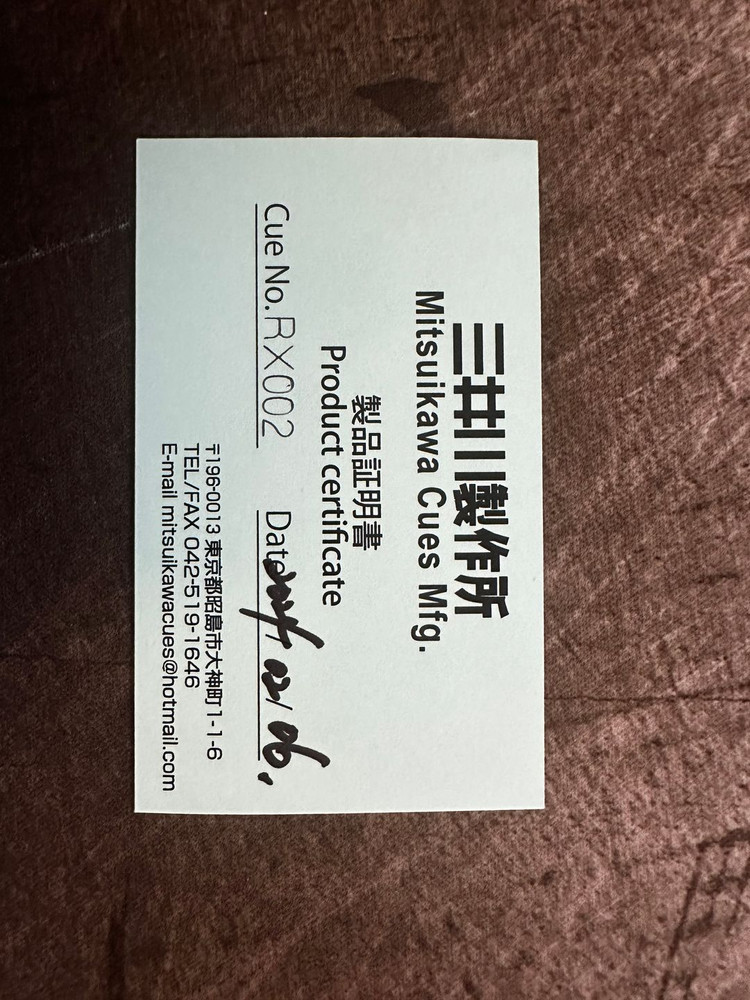 三井川製作所
Mitsuikawa Cues Mfg.
製品証明書
Product certificate
Cue No.RX002 Date
〒196-0013 東京都昭島市大神町1-1-6
TEL/FAX 042-519-1646
E-mail mitsuikawacues@hotmail.com